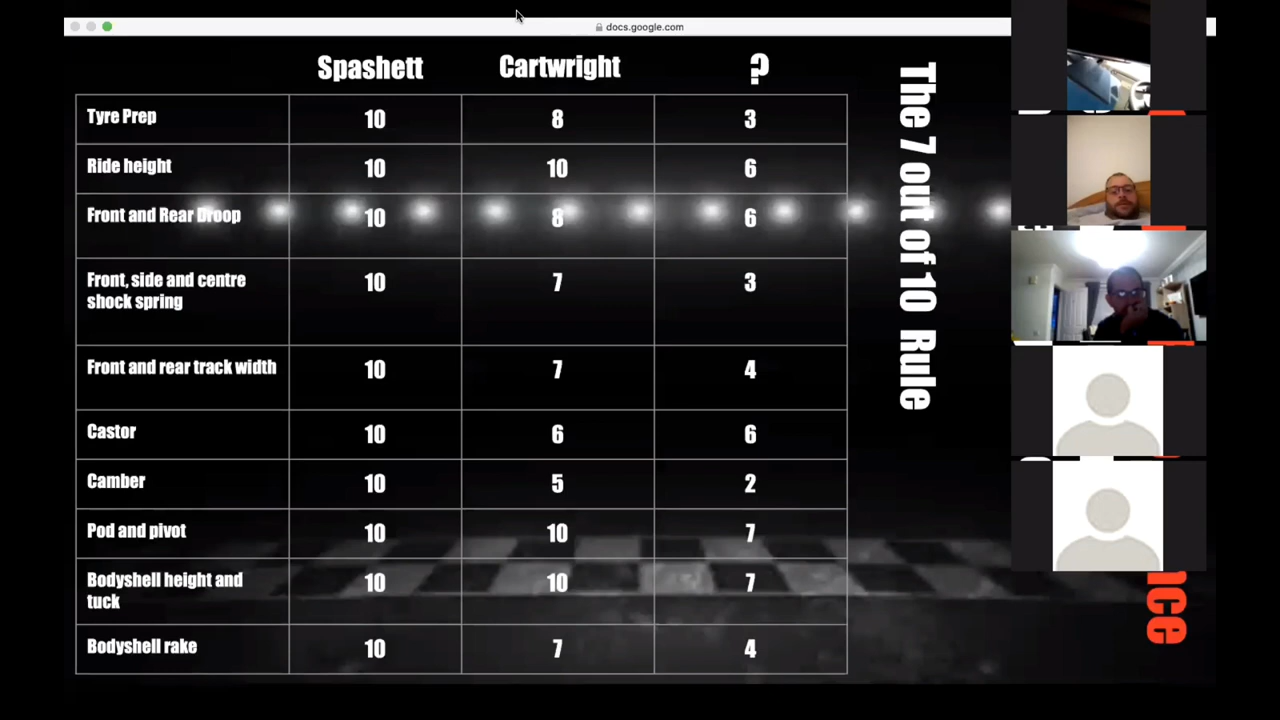 docs.google.com
Spashett Cartwright ?
Tyre Prep 10 8 3
Ride height 10 10 6
Front and Rear Droop 10 8 6
Front, side and centre
shock spring 10 7 3
Front and rear track width 10 7 4
Castor 10 6 6
Camber 10 5 2
Pod and pivot 10 10 7
Bodyshell height and
tuck 10 10 7
Bodyshell rake 10 7 4
The 7 out of 10 Rule